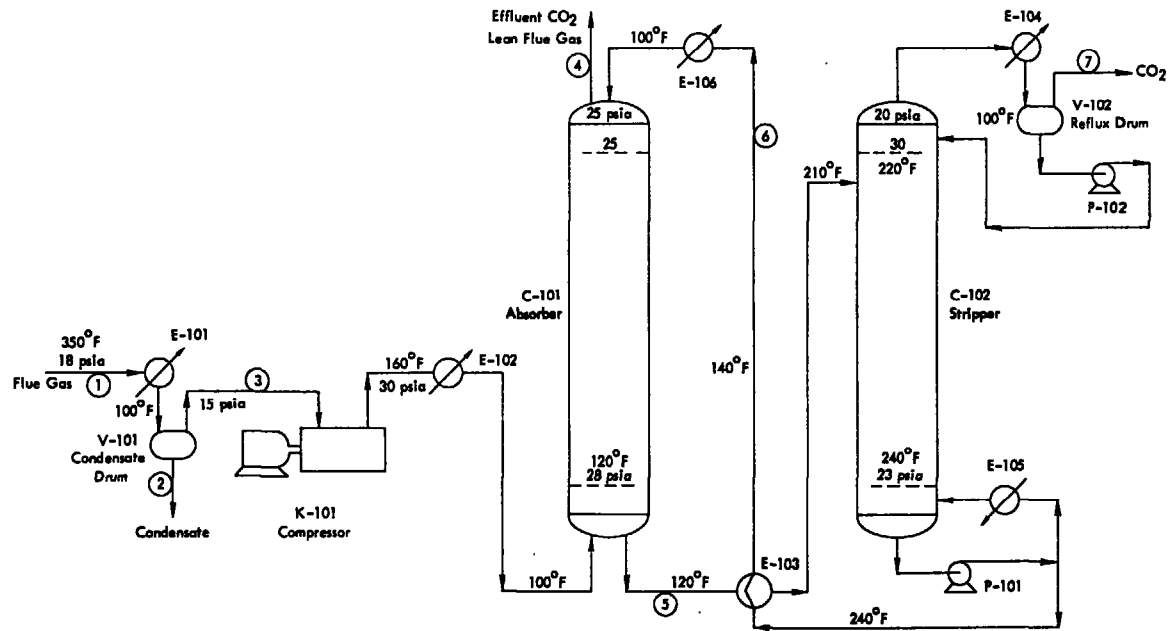 Effluent CO2
Lean Flue Gas
4
100°F
E-106
E-104
7
CO2
V-102
Reflux Drum
100°F
P-102
25 psia
25
6
20 psia
30
220°F
210°F
C-101
Absorber
C-102
Stripper
350°F
18 psia
Flue Gas
1
E-101
100°F
3
15 psia
160°F
30 psia
E-102
140°F
V-101
Condensate
Drum
2
Condensate
K-101
Compressor
120°F
28 psia
240°F
23 psia
E-105
100°F
120°F
5
E-103
P-101
240°F